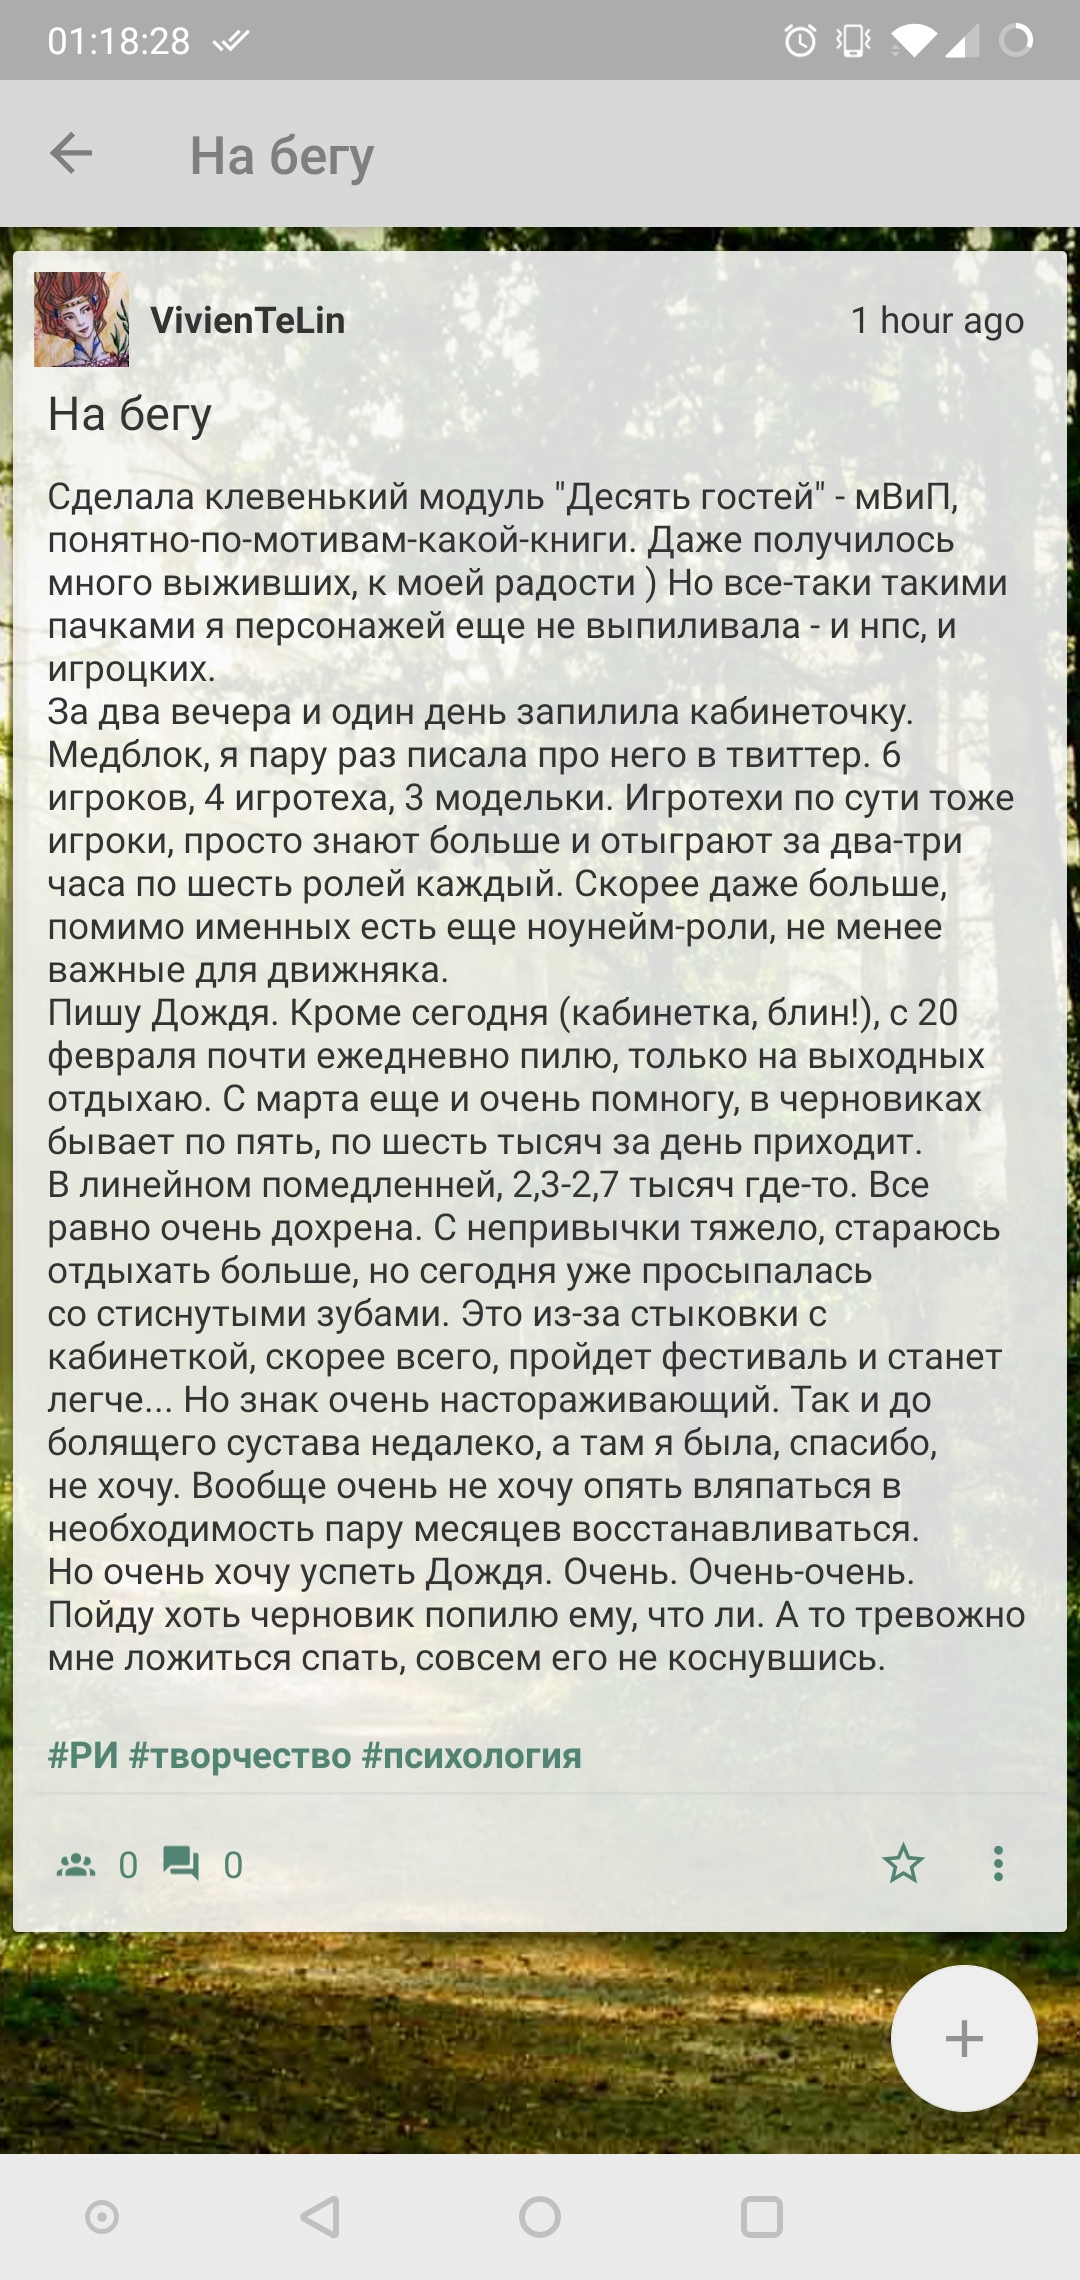 01:18:28
На бегу
VivienTeLin
1 hour ago
На бегу
Сделала клевенький модуль "Десять гостей" - мВиП,
понятно-по-мотивам-какой-книги. Даже получилось
много выживших, к моей радости ) Но все-таки такими
пачками я персонажей еще не выпиливала - и нпс, и
игроцких.
За два вечера и один день запилила кабинеточку.
Медблок, я пару раз писала про него в твиттер. 6
игроков, 4 игротеха, 3 модельки. Игротехи по сути тоже
игроки, просто знают больше и отыграют за два-три
часа по шесть ролей каждый. Скорее даже больше,
помимо именных есть еще ноунейм-роли, не менее
важные для движняка.
Пишу Дождя. Кроме сегодня (кабинетка, блин!), с 20
февраля почти ежедневно пилю, только на выходных
отдыхаю. С марта еще и очень помногу, в черновиках
бывает по пять, по шесть тысяч за день приходит.
В линейном помедленней, 2,3-2,7 тысяч где-то. Все
равно очень дохрена. С непривычки тяжело, стараюсь
отдыхать больше, но сегодня уже просыпалась
со стиснутыми зубами. Это из-за стыковки с
кабинеткой, скорее всего, пройдет фестиваль и станет
легче... Но знак очень настораживающий. Так и до
болящего сустава недалеко, а там я была, спасибо,
не хочу. Вообще очень не хочу опять вляпаться в
необходимость пару месяцев восстанавливаться.
Но очень хочу успеть Дождя. Очень. Очень-очень.
Пойду хоть черновик попилю ему, что ли. А то тревожно
мне ложиться спать, совсем его не коснувшись.
#РИ #творчество #психология
0 0